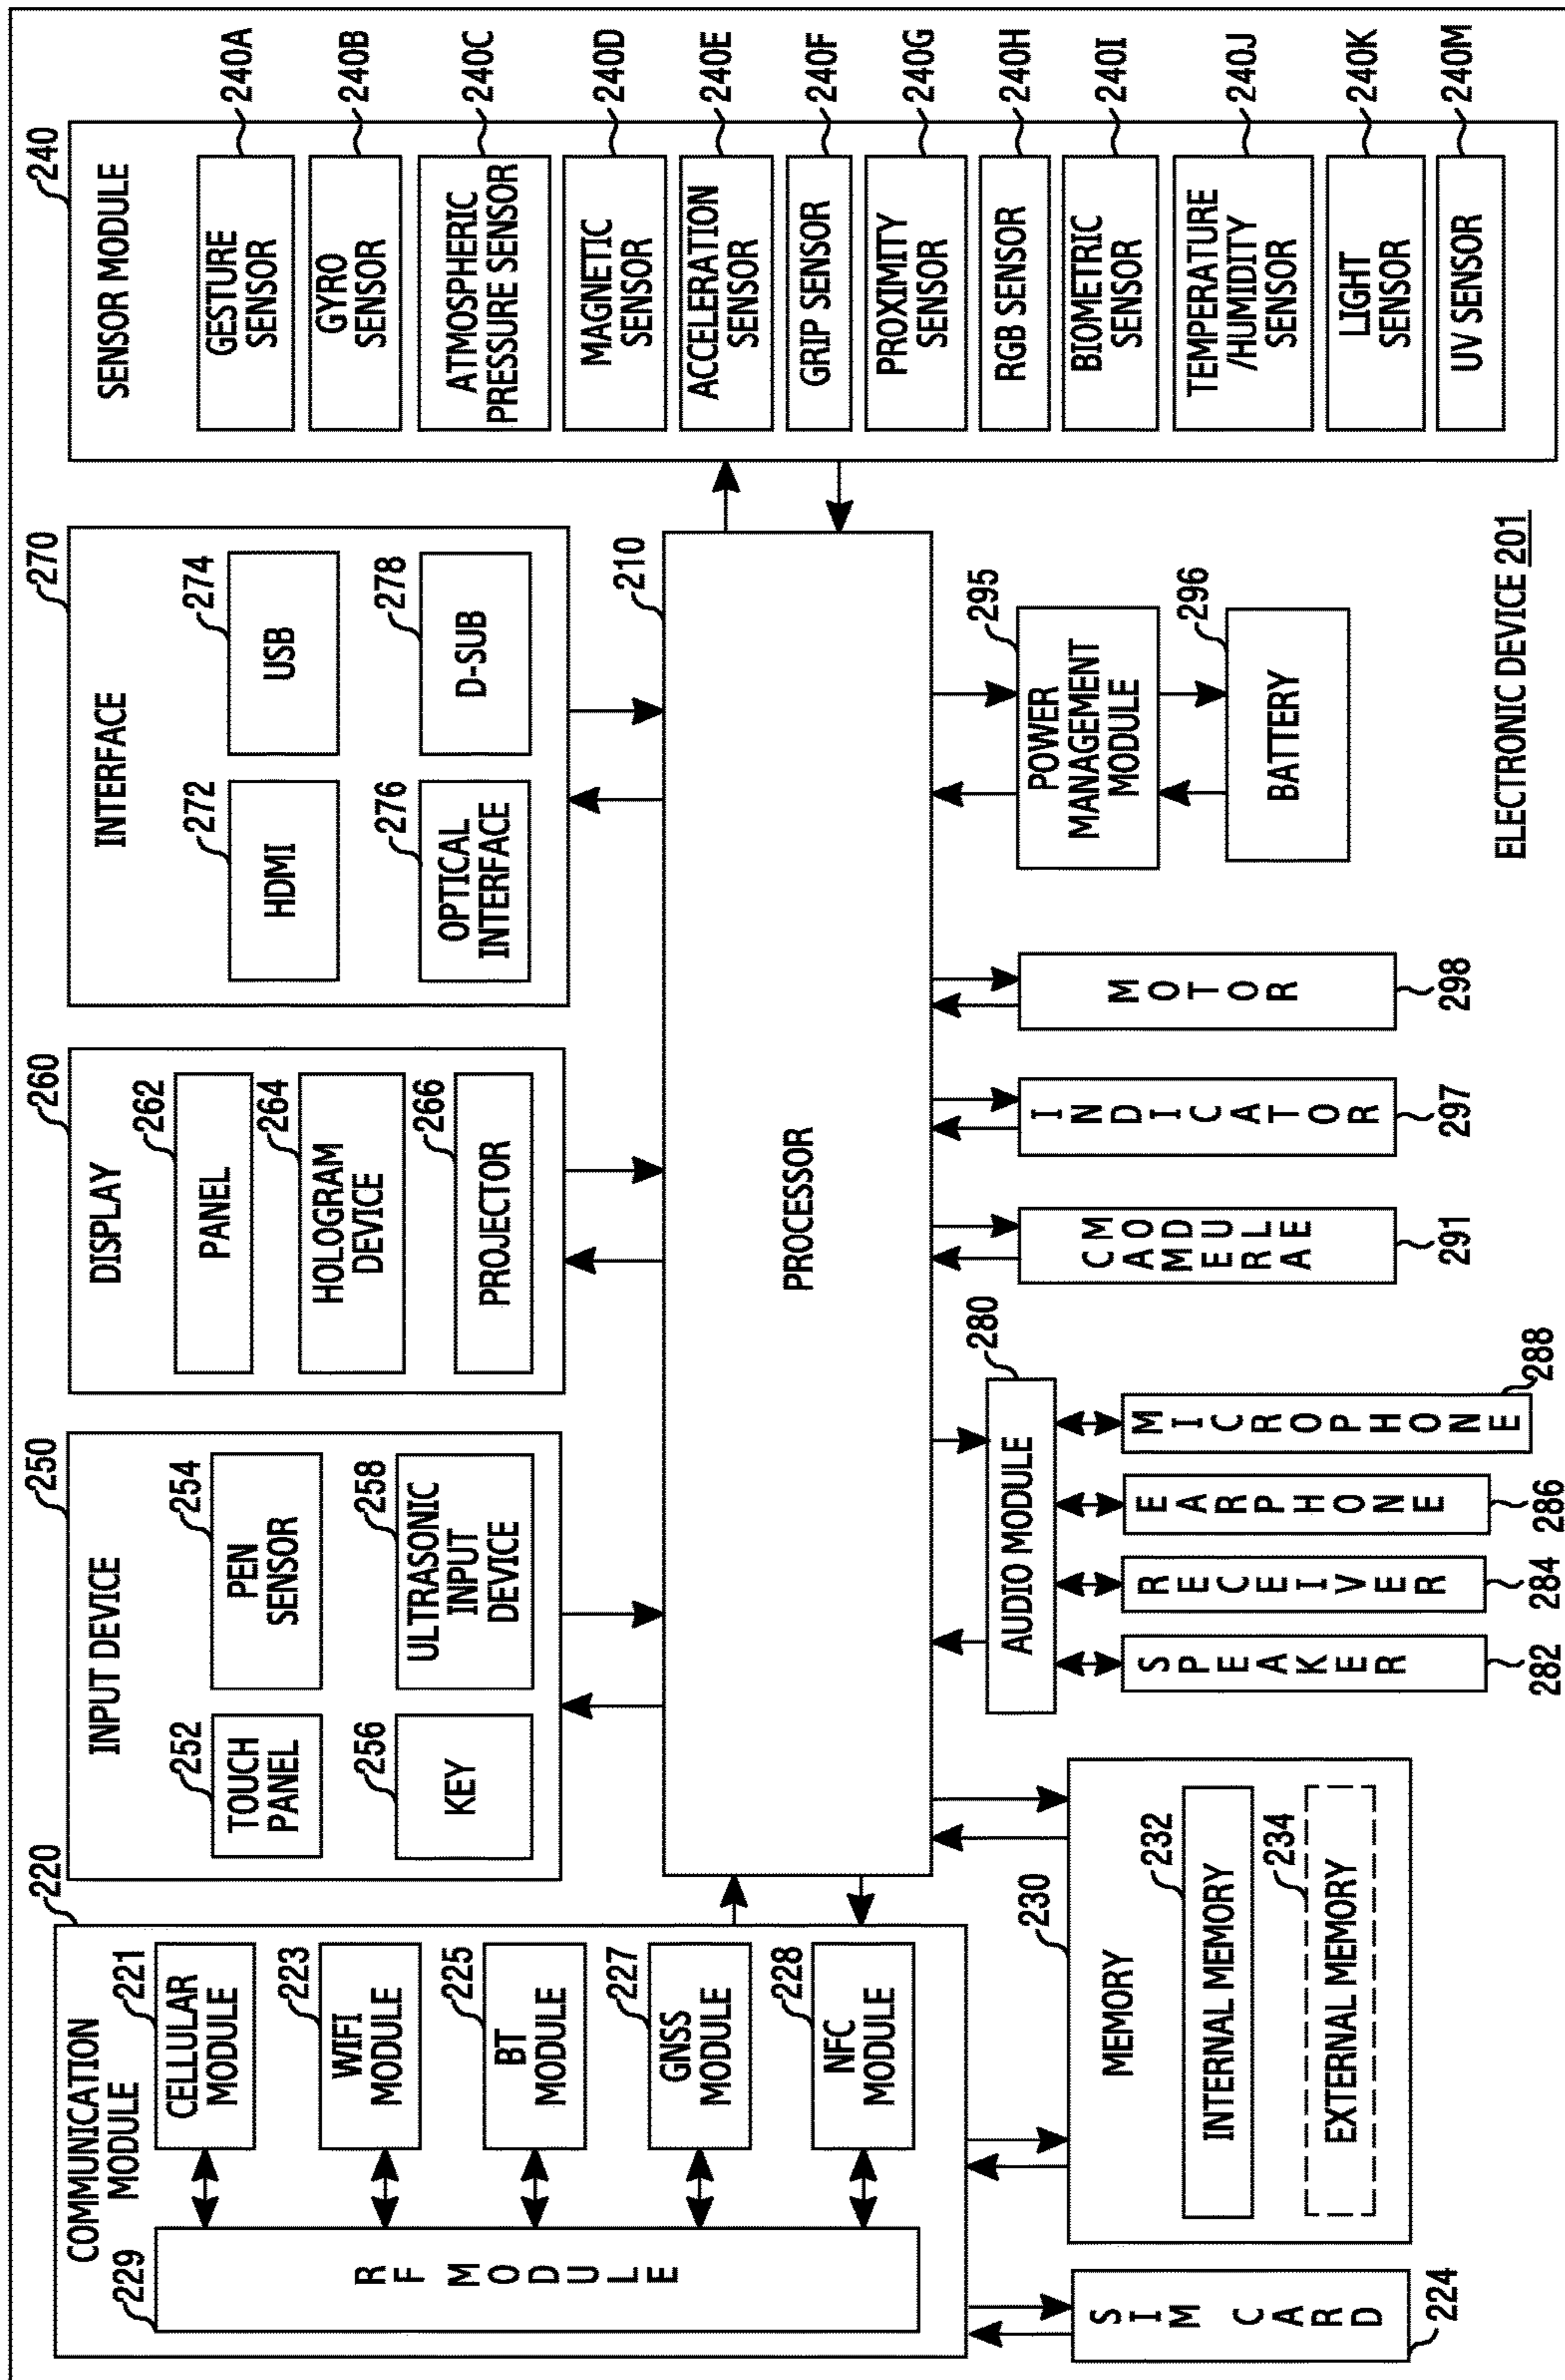 COMMUNICATION
MODULE
220
229
RF MODULE
221
CELLULAR
MODULE
223
WIFI
MODULE
225
BT
MODULE
227
GNSS
MODULE
228
NFC
MODULE
INPUT DEVICE
250
252
TOUCH
PANEL
254
PEN
SENSOR
256
KEY
258
ULTRASONIC
INPUT
DEVICE
DISPLAY
260
262
PANEL
264
HOLOGRAM
DEVICE
266
PROJECTOR
INTERFACE
270
272
HDMI
274
USB
276
OPTICAL
INTERFACE
278
D-SUB
240
SENSOR MODULE
GESTURE
SENSOR
240A
GYRO
SENSOR
240B
ATMOSPHERIC
PRESSURE SENSOR
240C
MAGNETIC
SENSOR
240D
ACCELERATION
SENSOR
240E
GRIP SENSOR
240F
PROXIMITY
SENSOR
240G
RGB SENSOR
240H
BIOMETRIC
SENSOR
240I
TEMPERATURE
/HUMIDITY
SENSOR
240J
LIGHT
SENSOR
240K
UV SENSOR
240M
PROCESSOR
210
SIM CARD
224
MEMORY
230
232
INTERNAL MEMORY
234
EXTERNAL MEMORY
AUDIO MODULE
280
SPEAKER
282
RECEIVER
284
EARPHONE
286
MICROPHONE
288
CAMERA
MODULE
291
INDICATOR
297
MOTOR
298
POWER
MANAGEMENT
MODULE
295
BATTERY
296
ELECTRONIC DEVICE 201